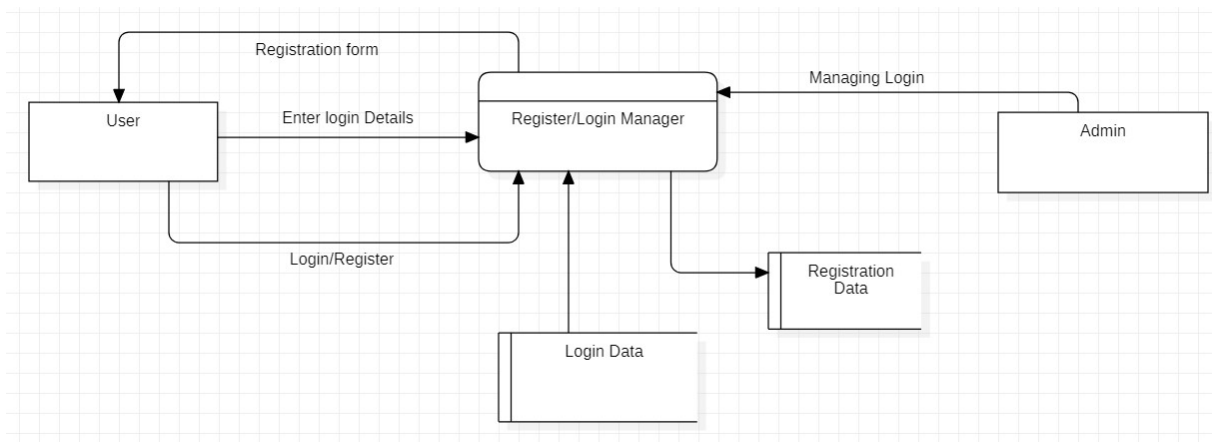 Registration form
Managing Login
User
Enter login Details
Register/Login Manager
Admin
Login/Register
Registration
Data
Login Data